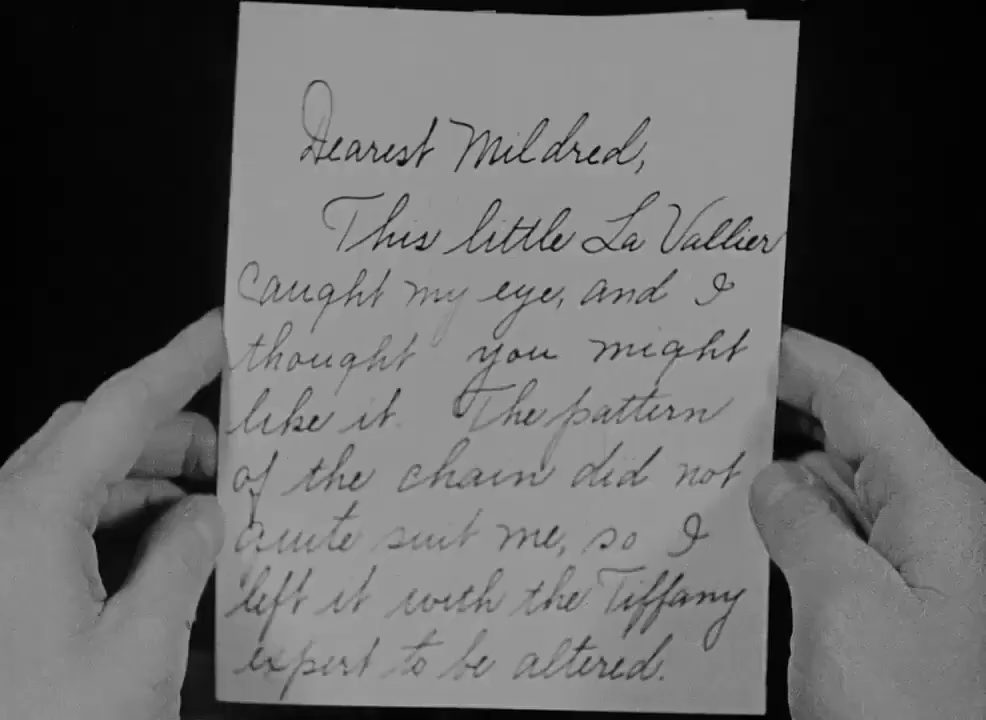 Dearest Mildred,
This little La Vallier
caught my eye, and I
thought you might
like it. The pattern
of the chain did not
quite suit me, so I
left it with the Tiffany
expert to be altered.